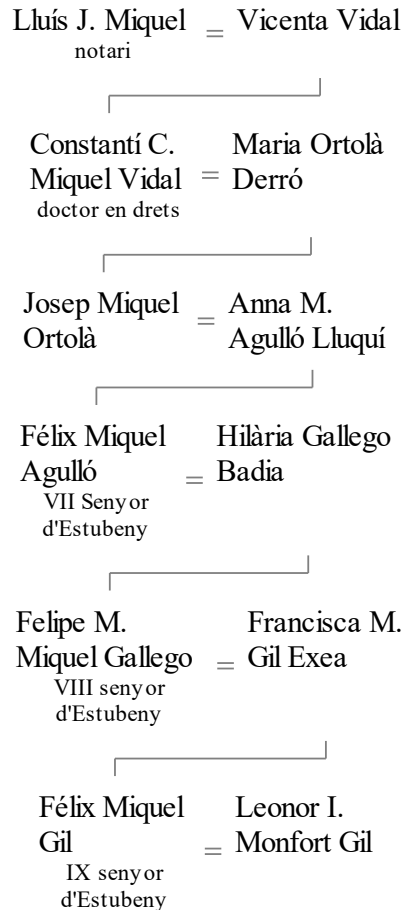 Lluís J. Miquel = Vicenta Vidal
notari
Constantí C. Maria Ortolà
Miquel Vidal = Derró
doctor en drets
Josep Miquel = Anna M.
Ortolà Agulló Lluquí
Félix Miquel Hilària Gallego
Agulló = Badia
VII Senyor
d'Estubeny
Felipe M. Francisca M.
Miquel Gallego = Gil Exea
VIII senyor
d'Estubeny
Félix Miquel Leonor I.
Gil = Monfort Gil
IX senyor
d'Estubeny